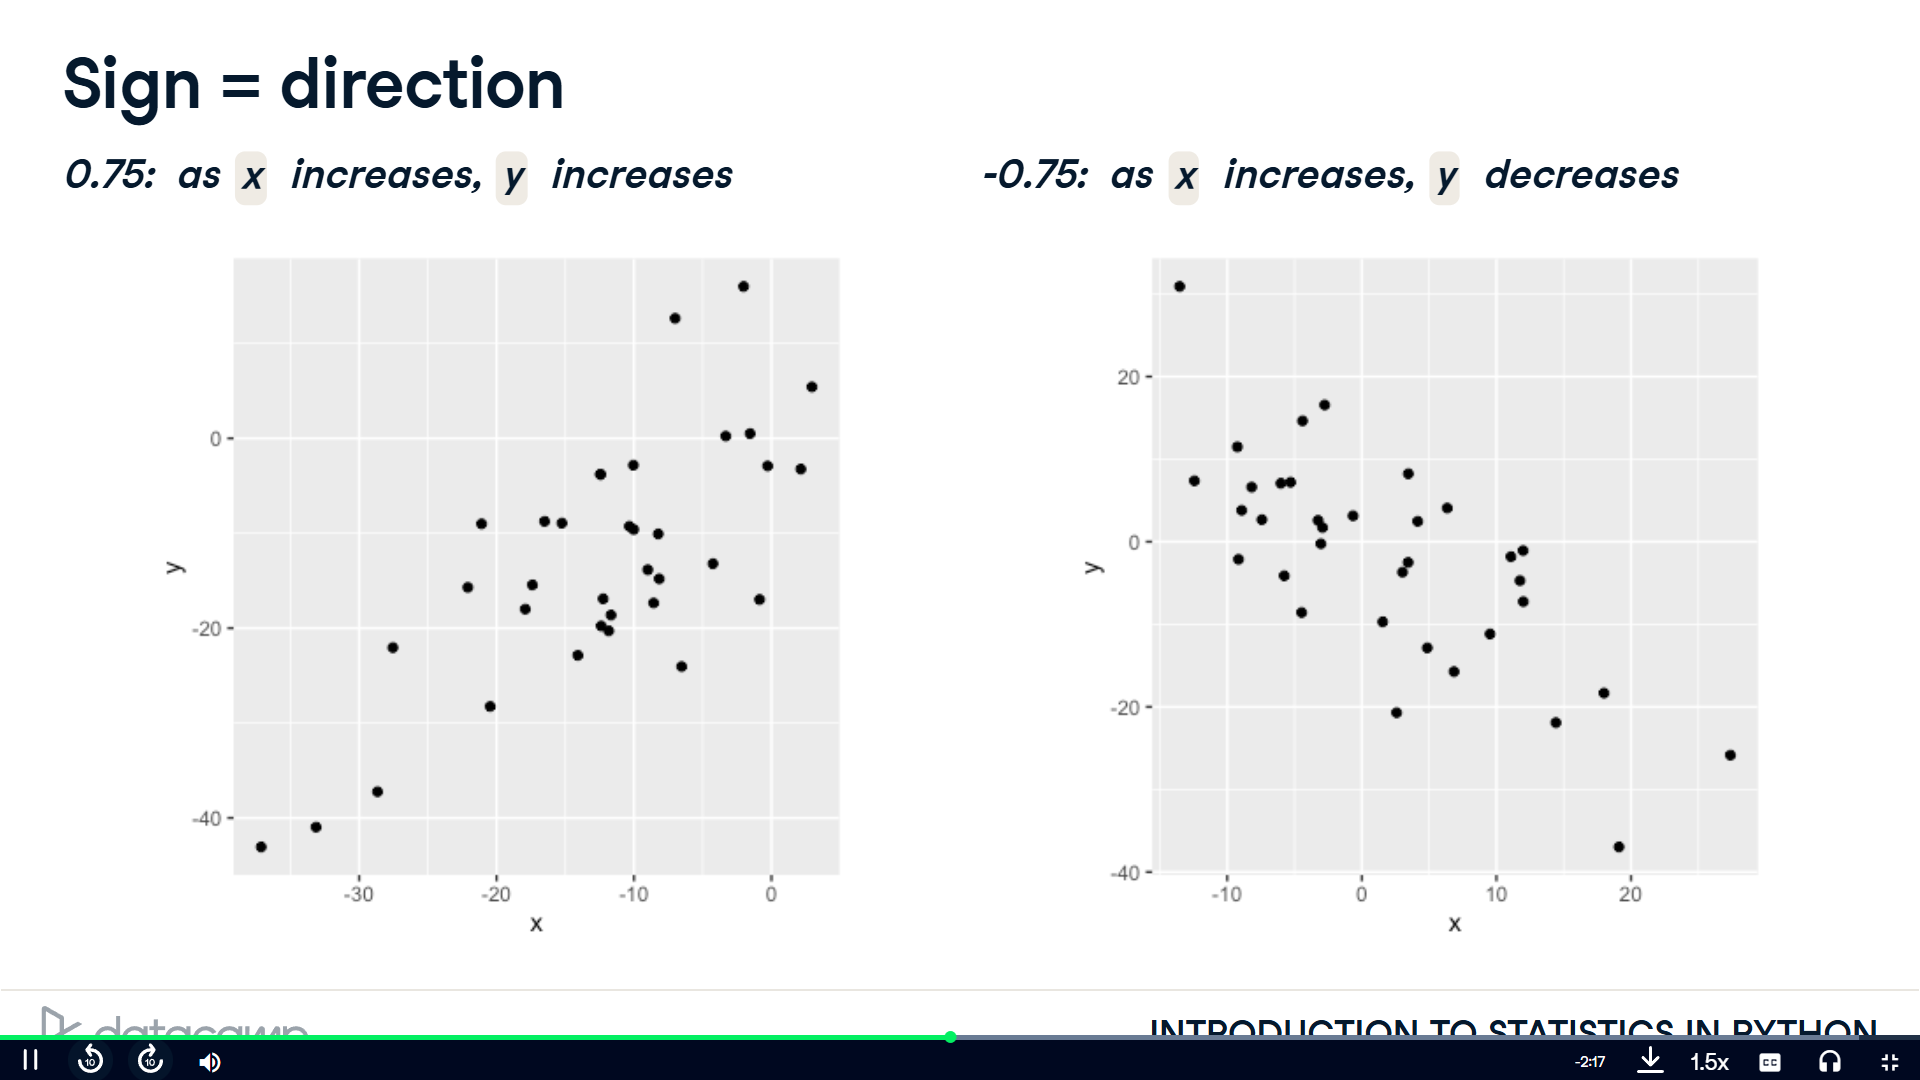 Sign = direction
0.75: as x increases, y increases
-0.75: as x increases, y decreases
0
-20
-40
y
-30 -20 -10 0
x
20
0
-20
-40
y
-10 0 10 20
x
datacamp
INTRODUCTION TO STATISTICS IN PYTHON
10 10 -2:17 1.5x CC